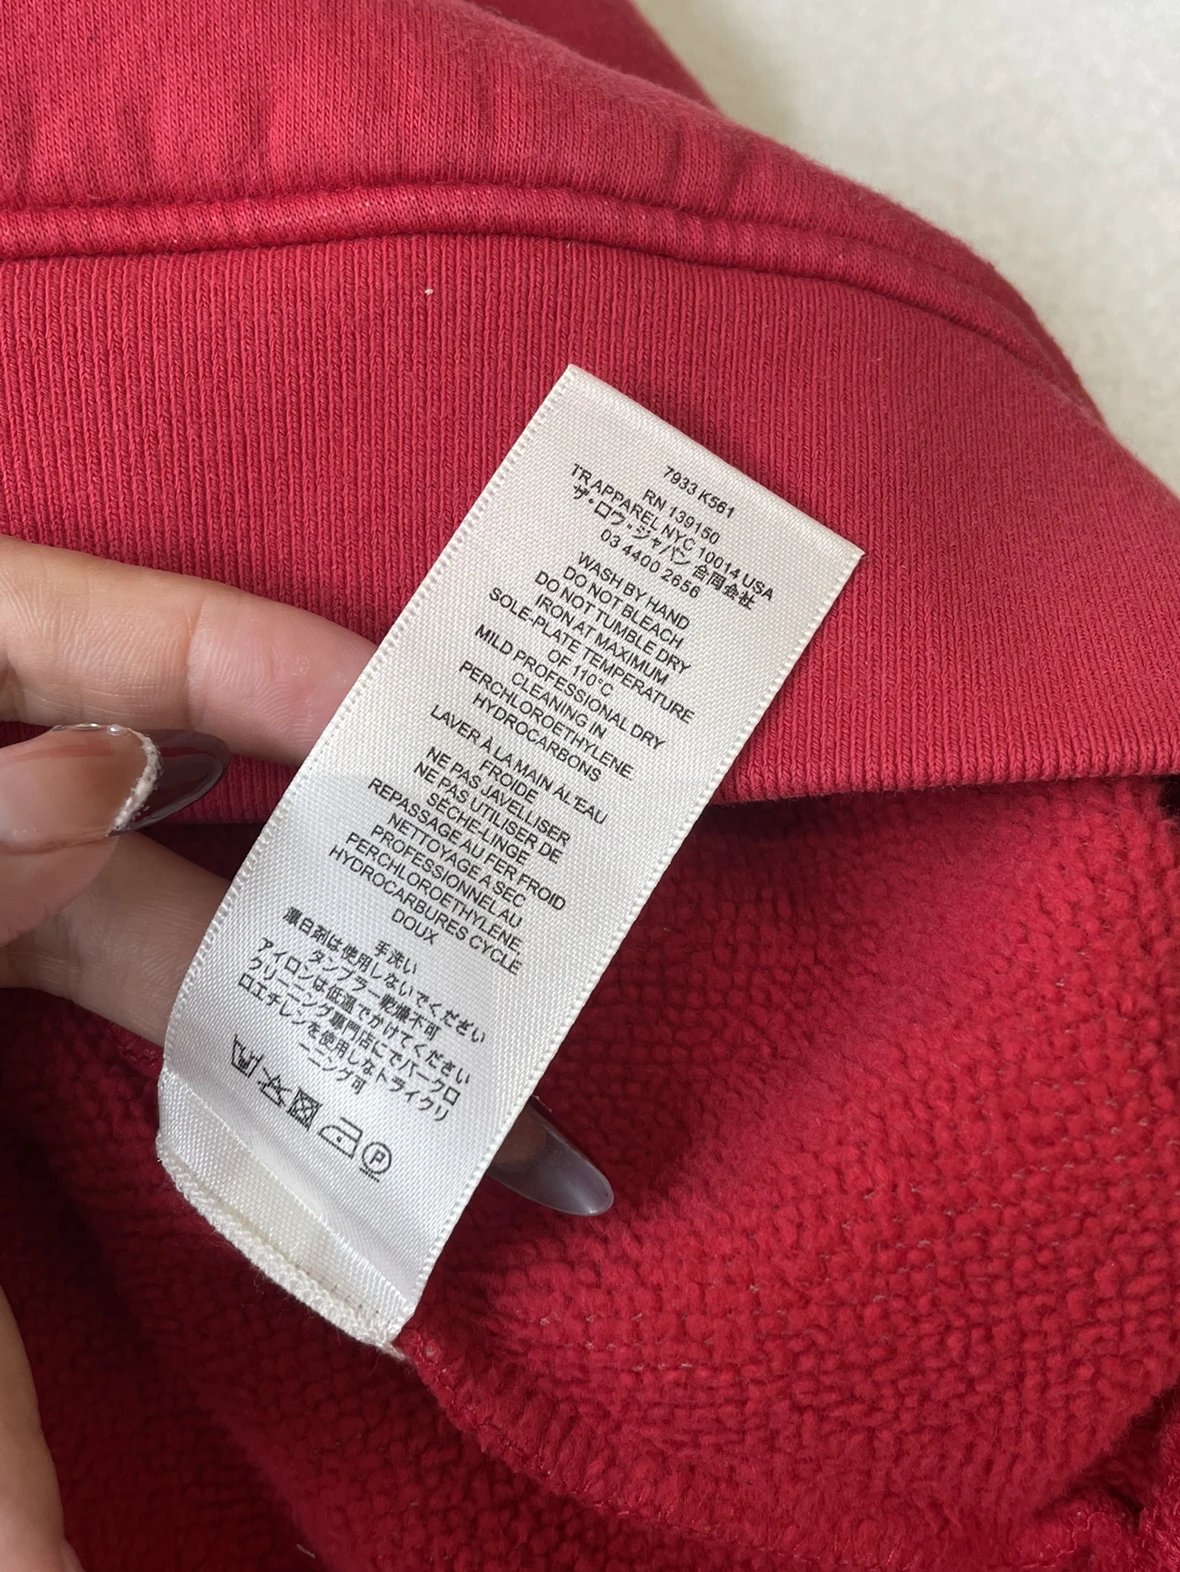 7933 K561
RN 139150
TR APPAREL NYC 10014 USA
ザ・ロウ・ジャパン 合同会社
03 4400 2656
WASH BY HAND
DO NOT BLEACH
DO NOT TUMBLE DRY
IRON AT MAXIMUM
SOLE-PLATE TEMPERATURE
OF 110°C
MILD PROFESSIONAL DRY
CLEANING IN
PERCHLOROETHYLENE,
HYDROCARBONS
LAVER À LA MAIN À L'EAU
FROIDE
NE PAS JAVELLISER
NE PAS UTILISER DE
SÈCHE-LINGE
REPASSAGE AU FER FROID
NETTOYAGE A SEC
PROFESSIONNEL AU
PERCHLOROETHYLENE,
HYDROCARBURES CYCLE
DOUX
手洗い
漂白剤は使用しないでください
タンブラー乾燥不可
アイロンは低温でかけてください
クリーニング専門店にてパークロ
ロエチレンを使用しなドライクリ
ーニング可
P